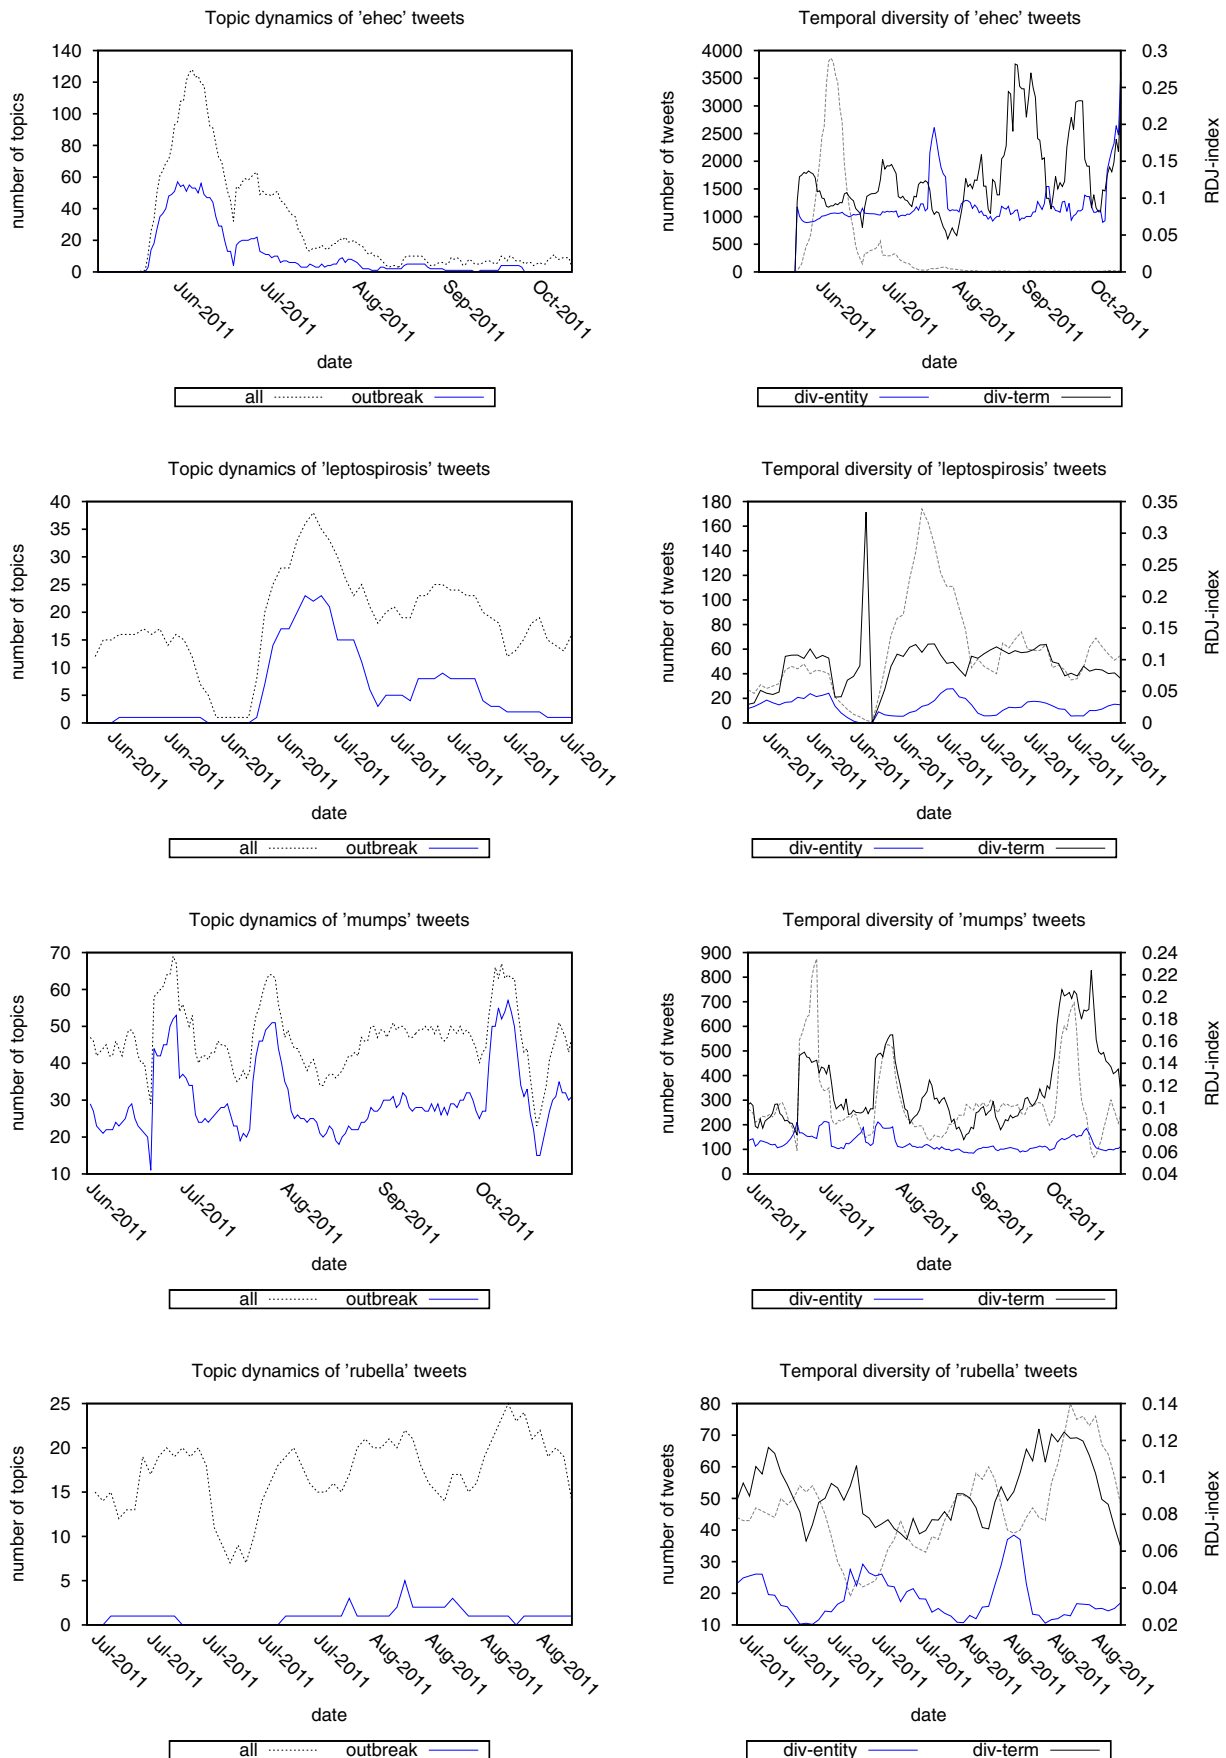 Topic dynamics of 'ehec' tweets
number of topics
140
120
100
80
60
40
20
0
Jun-2011
Jul-2011
Aug-2011
Sep-2011
Oct-2011
date
all outbreak
Temporal diversity of 'ehec' tweets
number of tweets
4000
3500
3000
2500
2000
1500
1000
500
0
0.3
0.25
0.2
0.15
0.1
0.05
0
RDJ-index
Jun-2011
Jul-2011
Aug-2011
Sep-2011
Oct-2011
date
div-entity div-term
Topic dynamics of 'leptospirosis' tweets
number of topics
40
35
30
25
20
15
10
5
0
Jun-2011
Jun-2011
Jun-2011
Jun-2011
Jul-2011
Jul-2011
Jul-2011
Jul-2011
Jul-2011
date
all outbreak
Temporal diversity of 'leptospirosis' tweets
number of tweets
180
160
140
120
100
80
60
40
20
0
0.35
0.3
0.25
0.2
0.15
0.1
0.05
0
RDJ-index
Jun-2011
Jun-2011
Jun-2011
Jun-2011
Jul-2011
Jul-2011
Jul-2011
Jul-2011
Jul-2011
date
div-entity div-term
Topic dynamics of 'mumps' tweets
number of topics
70
60
50
40
30
20
10
Jun-2011
Jul-2011
Aug-2011
Sep-2011
Oct-2011
date
all outbreak
Temporal diversity of 'mumps' tweets
number of tweets
900
800
700
600
500
400
300
200
100
0
0.24
0.22
0.2
0.18
0.16
0.14
0.12
0.1
0.08
0.06
0.04
RDJ-index
Jun-2011
Jul-2011
Aug-2011
Sep-2011
Oct-2011
date
div-entity div-term
Topic dynamics of 'rubella' tweets
number of topics
25
20
15
10
5
0
Jul-2011
Jul-2011
Jul-2011
Jul-2011
Aug-2011
Aug-2011
Aug-2011
Aug-2011
date
all outbreak
Temporal diversity of 'rubella' tweets
number of tweets
80
70
60
50
40
30
20
10
0.14
0.12
0.1
0.08
0.06
0.04
0.02
RDJ-index
Jul-2011
Jul-2011
Jul-2011
Jul-2011
Aug-2011
Aug-2011
Aug-2011
Aug-2011
date
div-entity div-term